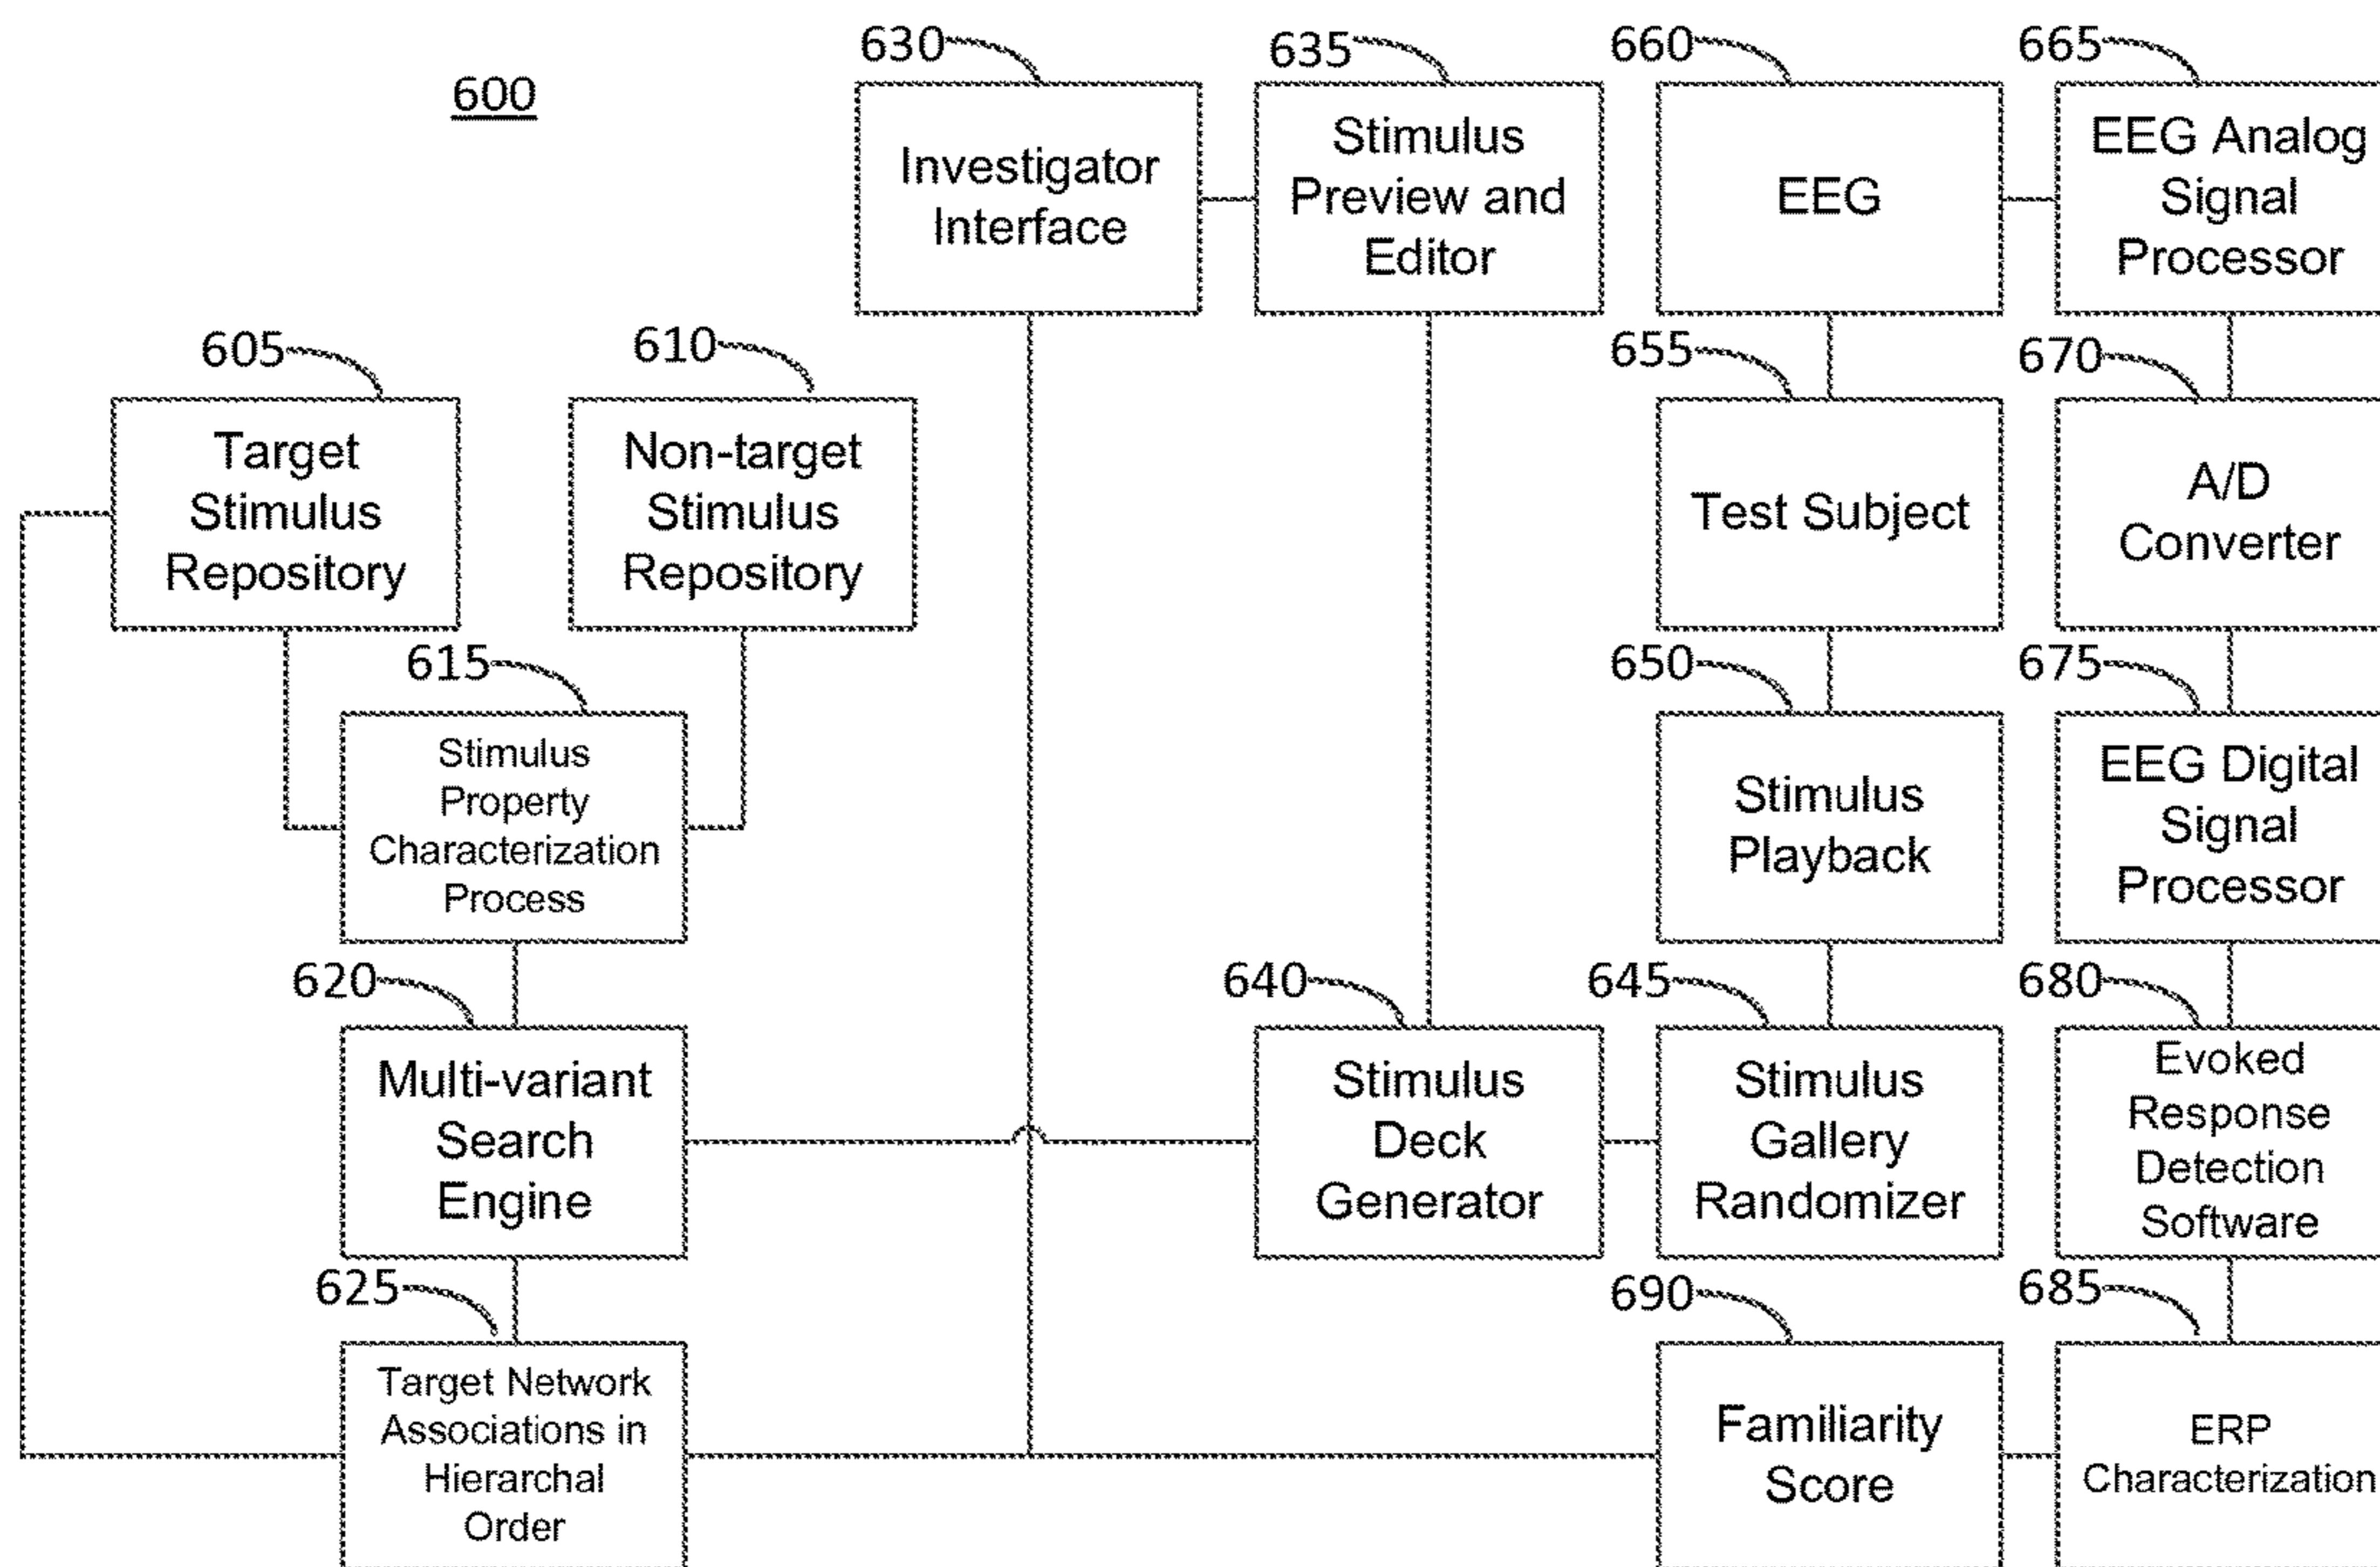 600
630
Investigator
Interface
635
Stimulus
Preview and
Editor
660
EEG
665
EEG Analog
Signal
Processor
605
Target
Stimulus
Repository
610
Non-target
Stimulus
Repository
655
Test Subject
670
A/D
Converter
615
Stimulus
Property
Characterization
Process
650
Stimulus
Playback
675
EEG Digital
Signal
Processor
620
Multi-variant
Search
Engine
640
Stimulus
Deck
Generator
645
Stimulus
Gallery
Randomizer
680
Evoked
Response
Detection
Software
625
Target Network
Associations in
Hierarchal
Order
690
Familiarity
Score
685
ERP
Characterization